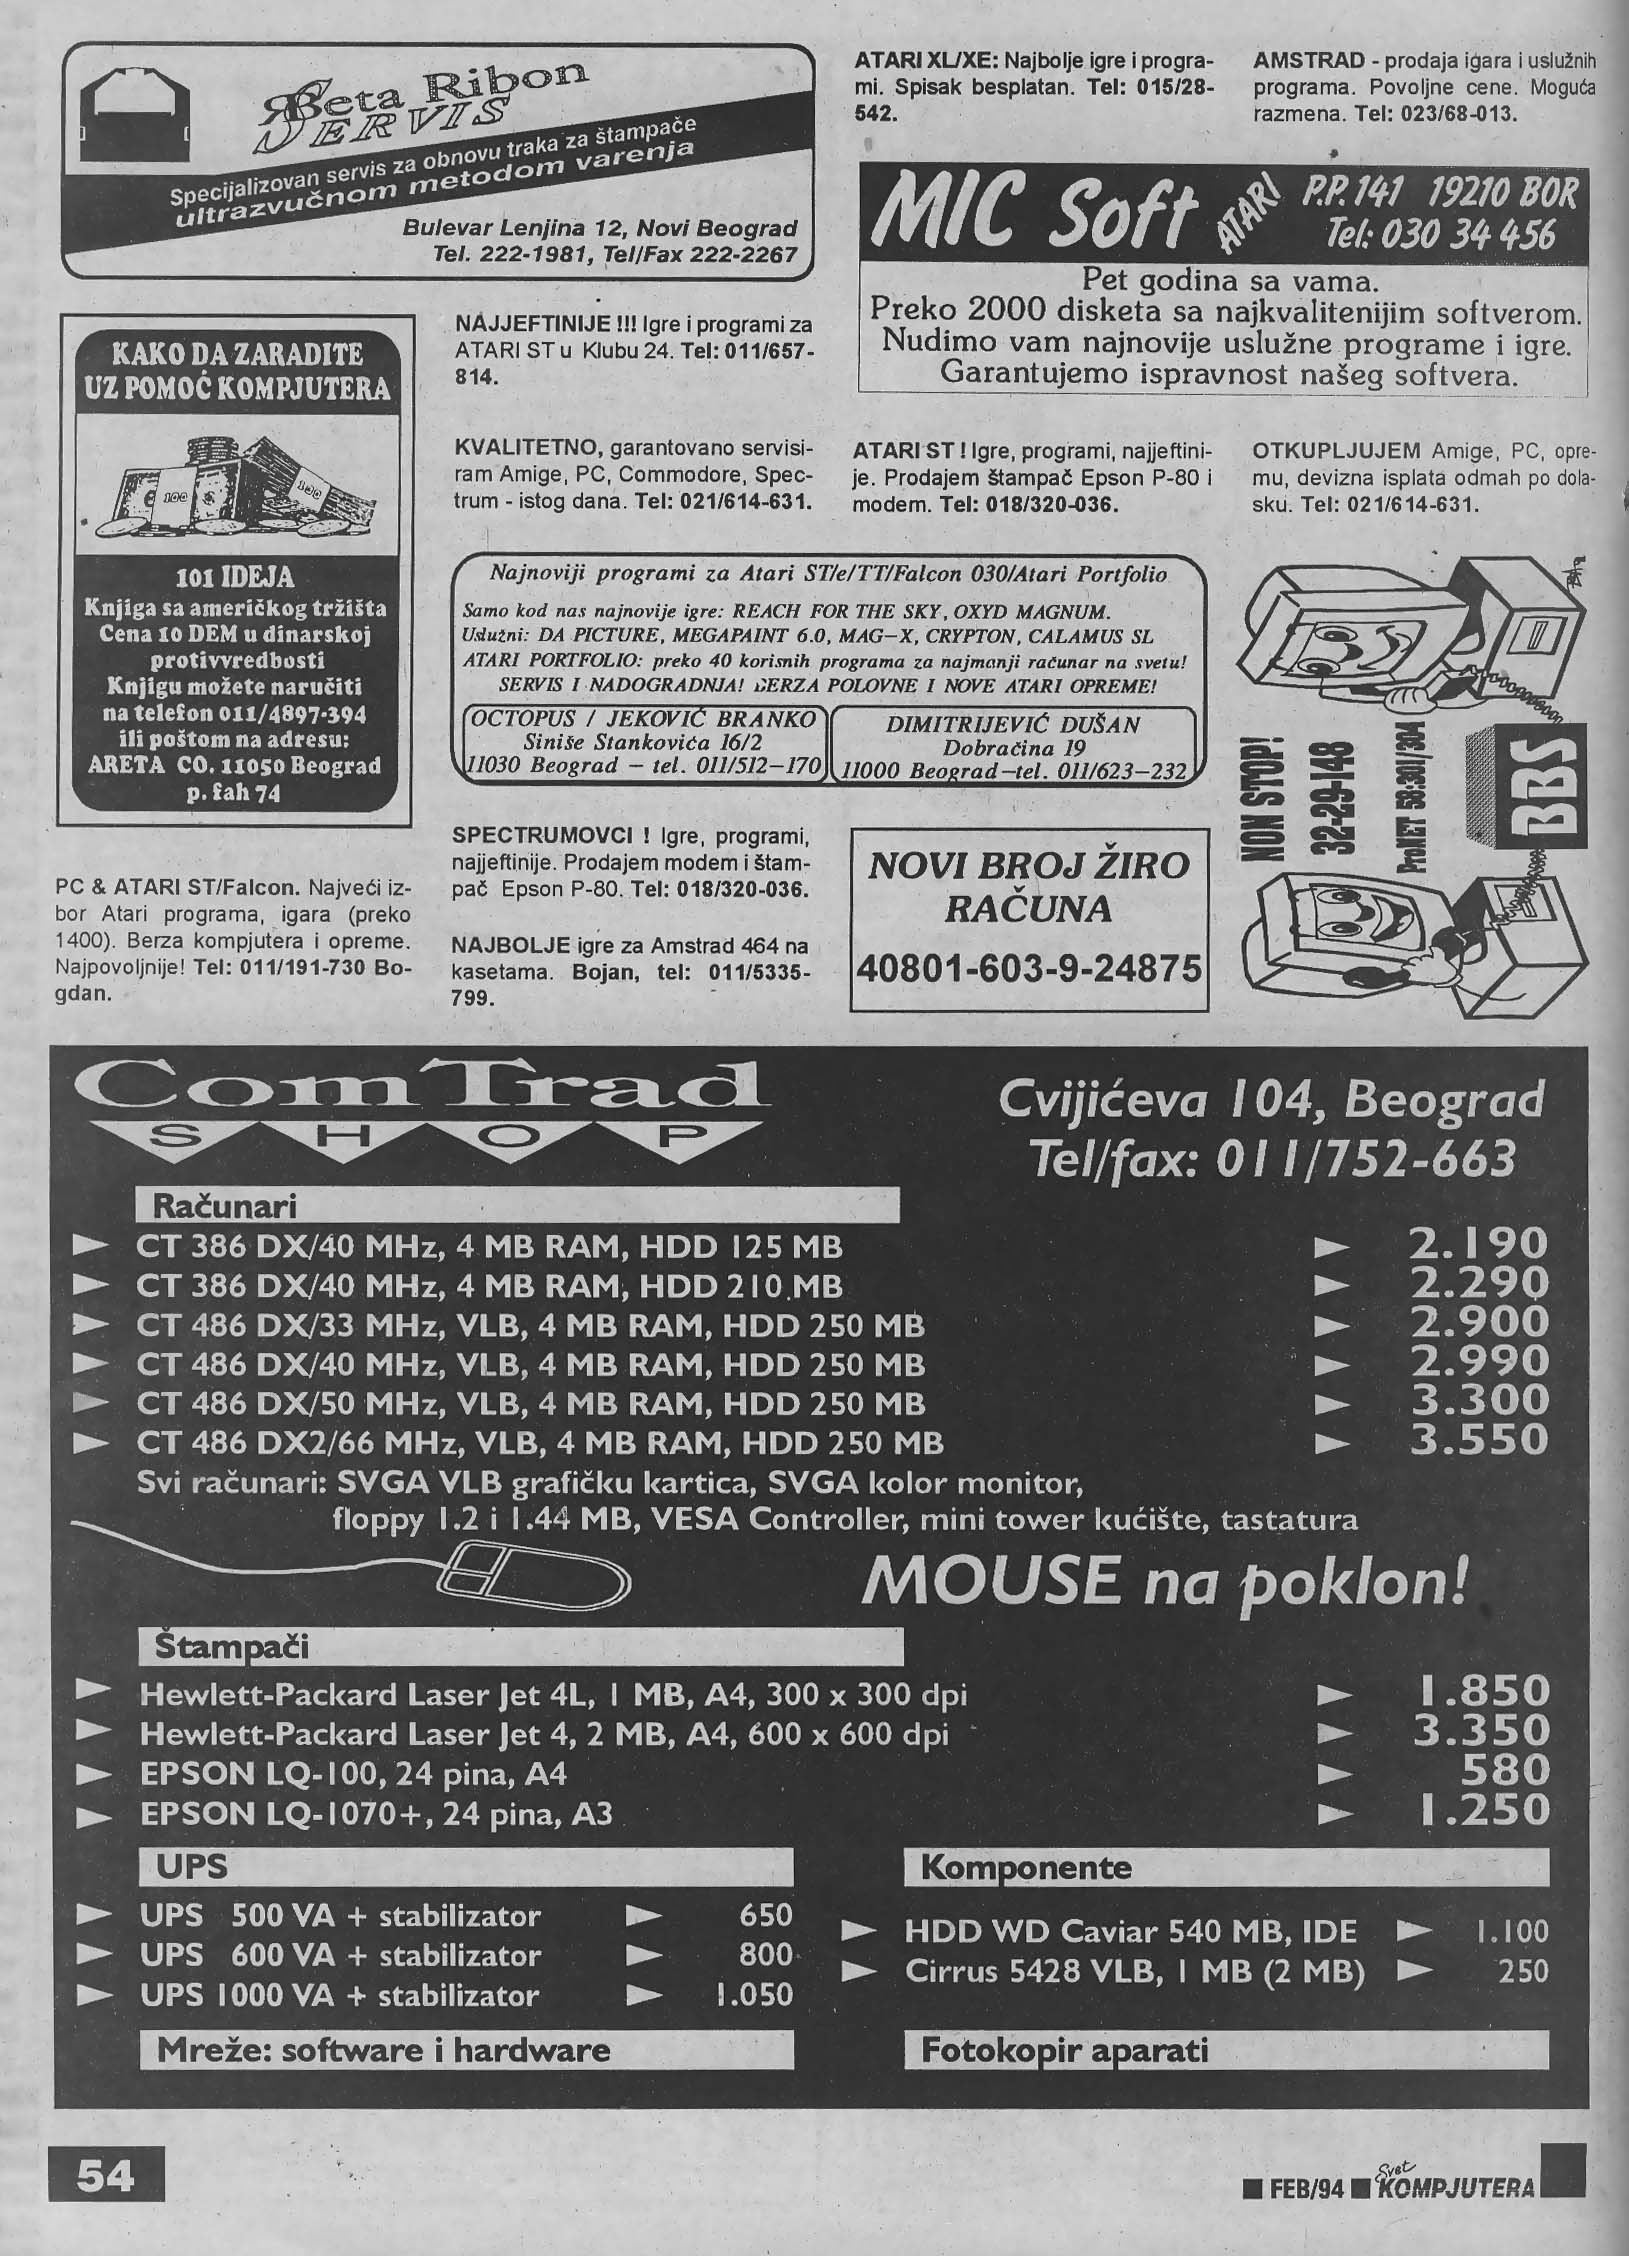 Beta Ribon
SERVIS
Specijalizovan servis za obnovu traka za štampače
ultrazvučnom metodom varenja
Bulevar Lenjina 12, Novi Beograd
Tel. 222-1981, Tel/Fax 222-2267
ATARI XL/XE: Najbolje igre i progra-
mi. Spisak besplatan. Tel: 015/28-
542.
AMSTRAD - prodaja igara i uslužnih
programa. Povoljne cene. Moguća
razmena. Tel: 023/68-013.
MIC Soft ATARI
P.P. 141 19210 BOR
Tel: 030 34 456
Pet godina sa vama.
Preko 2000 disketa sa najkvalitenijim softverom.
Nudimo vam najnovije uslužne programe i igre.
Garantujemo ispravnost našeg softvera.
KAKO DA ZARADITE
UZ POMOĆ KOMPJUTERA
100
100
101 IDEJA
Knjiga sa američkog tržišta
Cena 10 DEM u dinarskoj
protivvredbosti
Knjigu možete naručiti
na telefon 011/4897-394
ili poštom na adresu:
ARETA CO. 11050 Beograd
p. fah 74
NAJJEFTINIJE !!! Igre i programi za
ATARI ST u Klubu 24. Tel: 011/657-
814.
KVALITETNO, garantovano servisi-
ram Amige, PC, Commodore, Spec-
trum - istog dana. Tel: 021/614-631.
ATARI ST ! Igre, programi, najjeftini-
je. Prodajem štampač Epson P-80 i
modem. Tel: 018/320-036.
OTKUPLJUJEM Amige, PC, opre-
mu, devizna isplata odmah po dola-
sku. Tel: 021/614-631.
Najnoviji programi za Atari ST/e/TT/Falcon 030/Atari Portfolio
Samo kod nas najnovije igre: REACH FOR THE SKY, OXYD MAGNUM.
Uslužni: DA PICTURE, MEGAPAINT 6.0, MAG-X, CRYPTON, CALAMUS SL
ATARI PORTFOLIO: preko 40 korisnih programa za najmanji računar na svetu!
SERVIS I NADOGRADNJA! BERZA POLOVNE I NOVE ATARI OPREME!
OCTOPUS / JEKOVIĆ BRANKO
Siniše Stankovića 16/2
11030 Beograd - tel. 011/512-170
DIMITRIJEVIĆ DUŠAN
Dobračina 19
11000 Beograd-tel. 011/623-232
NON STOP!
32-29-148
ProNET 58:301/304
BBS
PC & ATARI ST/Falcon. Najveći iz-
bor Atari programa, igara (preko
1400). Berza kompjutera i opreme.
Najpovoljnije! Tel: 011/191-730 Bo-
gdan.
SPECTRUMOVCI ! Igre, programi,
najjeftinije. Prodajem modem i štam-
pač Epson P-80. Tel: 018/320-036.
NAJBOLJE igre za Amstrad 464 na
kasetama. Bojan, tel: 011/5335-
799.
NOVI BROJ ŽIRO
RAČUNA
40801-603-9-24875
ComTrad
SHOP
Cvijićeva 104, Beograd
Tel/fax: 011/752-663
Računari
CT 386 DX/40 MHz, 4 MB RAM, HDD 125 MB 2.190
CT 386 DX/40 MHz, 4 MB RAM, HDD 210 MB 2.290
CT 486 DX/33 MHz, VLB, 4 MB RAM, HDD 250 MB 2.900
CT 486 DX/40 MHz, VLB, 4 MB RAM, HDD 250 MB 2.990
CT 486 DX/50 MHz, VLB, 4 MB RAM, HDD 250 MB 3.300
CT 486 DX2/66 MHz, VLB, 4 MB RAM, HDD 250 MB 3.550
Svi računari: SVGA VLB grafičku kartica, SVGA kolor monitor,
floppy 1.2 i 1.44 MB, VESA Controller, mini tower kućište, tastatura
MOUSE na poklon!
Štampači
Hewlett-Packard Laser Jet 4L, 1 MB, A4, 300 x 300 dpi 1.850
Hewlett-Packard Laser Jet 4, 2 MB, A4, 600 x 600 dpi 3.350
EPSON LQ-100, 24 pina, A4 580
EPSON LQ-1070+, 24 pina, A3 1.250
UPS
UPS 500 VA + stabilizator 650
UPS 600 VA + stabilizator 800
UPS 1000 VA + stabilizator 1.050
Komponente
HDD WD Caviar 540 MB, IDE 1.100
Cirrus 5428 VLB, 1 MB (2 MB) 250
Mreže: software i hardware
Fotokopir aparati
54
FEB/94 Svet KOMPJUTERA